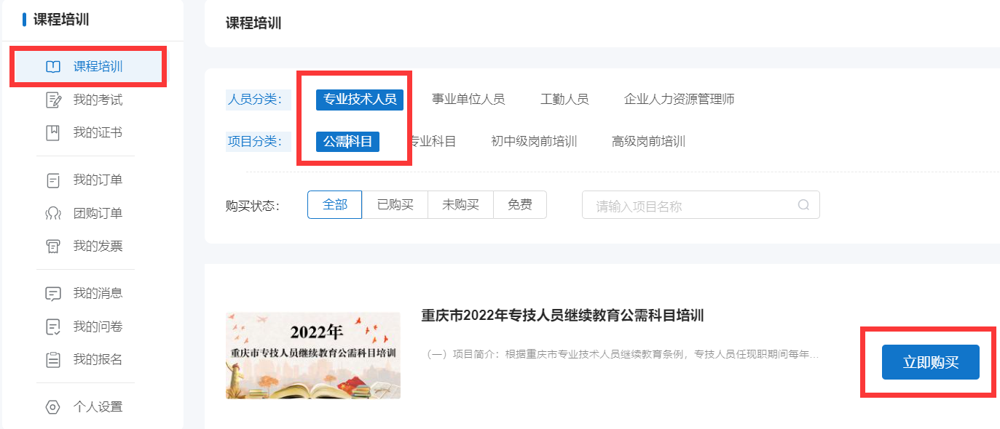 课程培训
课程培训
我的考试
我的证书
我的订单
团购订单
我的发票
我的消息
我的问卷
我的报名
个人设置
课程培训
人员分类： 专业技术人员 事业单位人员 工勤人员 企业人力资源管理师
项目分类： 公需科目 专业科目 初中级岗前培训 高级岗前培训
购买状态： 全部 已购买 未购买 免费 请输入项目名称
2022年
重庆市专技人员继续教育公需科目培训
重庆市2022年专技人员继续教育公需科目培训
（一）项目简介：根据重庆市专业技术人员继续教育条例，专技人员任现职期间每年...
立即购买